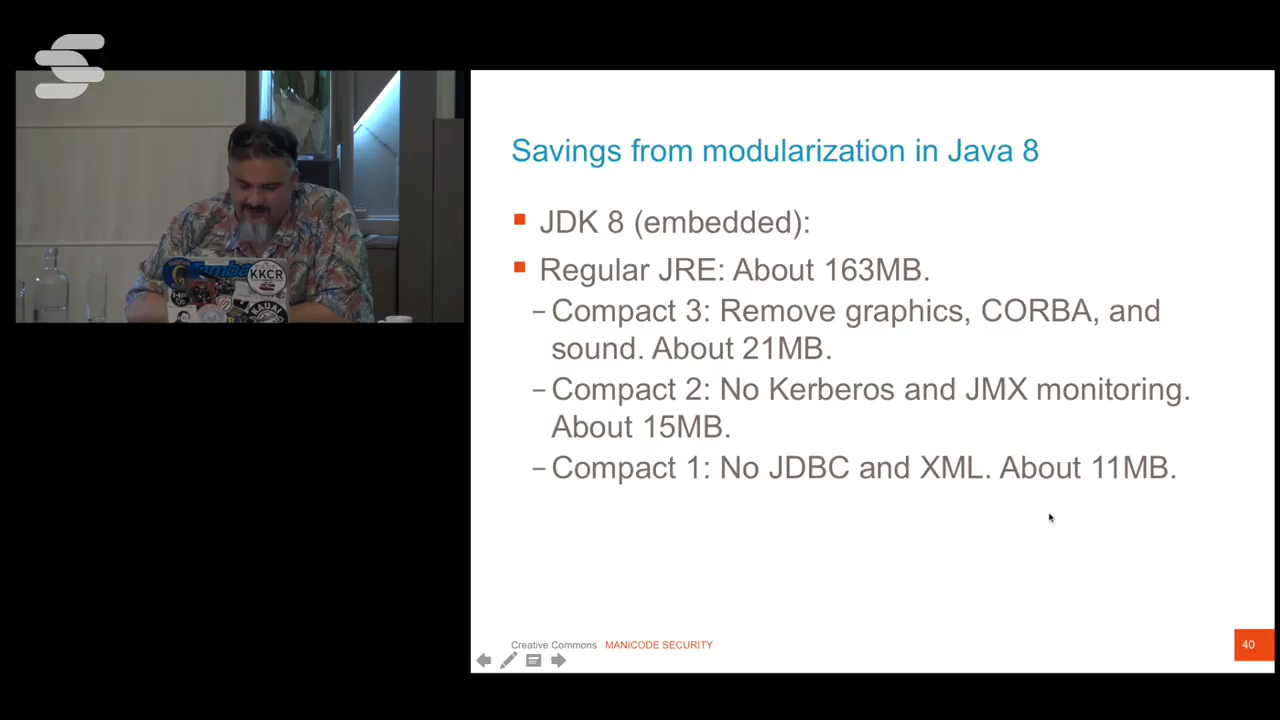 Savings from modularization in Java 8
JDK 8 (embedded):
Regular JRE: About 163MB.
–Compact 3: Remove graphics, CORBA, and
sound. About 21MB.
–Compact 2: No Kerberos and JMX monitoring.
About 15MB.
–Compact 1: No JDBC and XML. About 11MB.
KKCR
Creative Commons MANICODE SECURITY
40